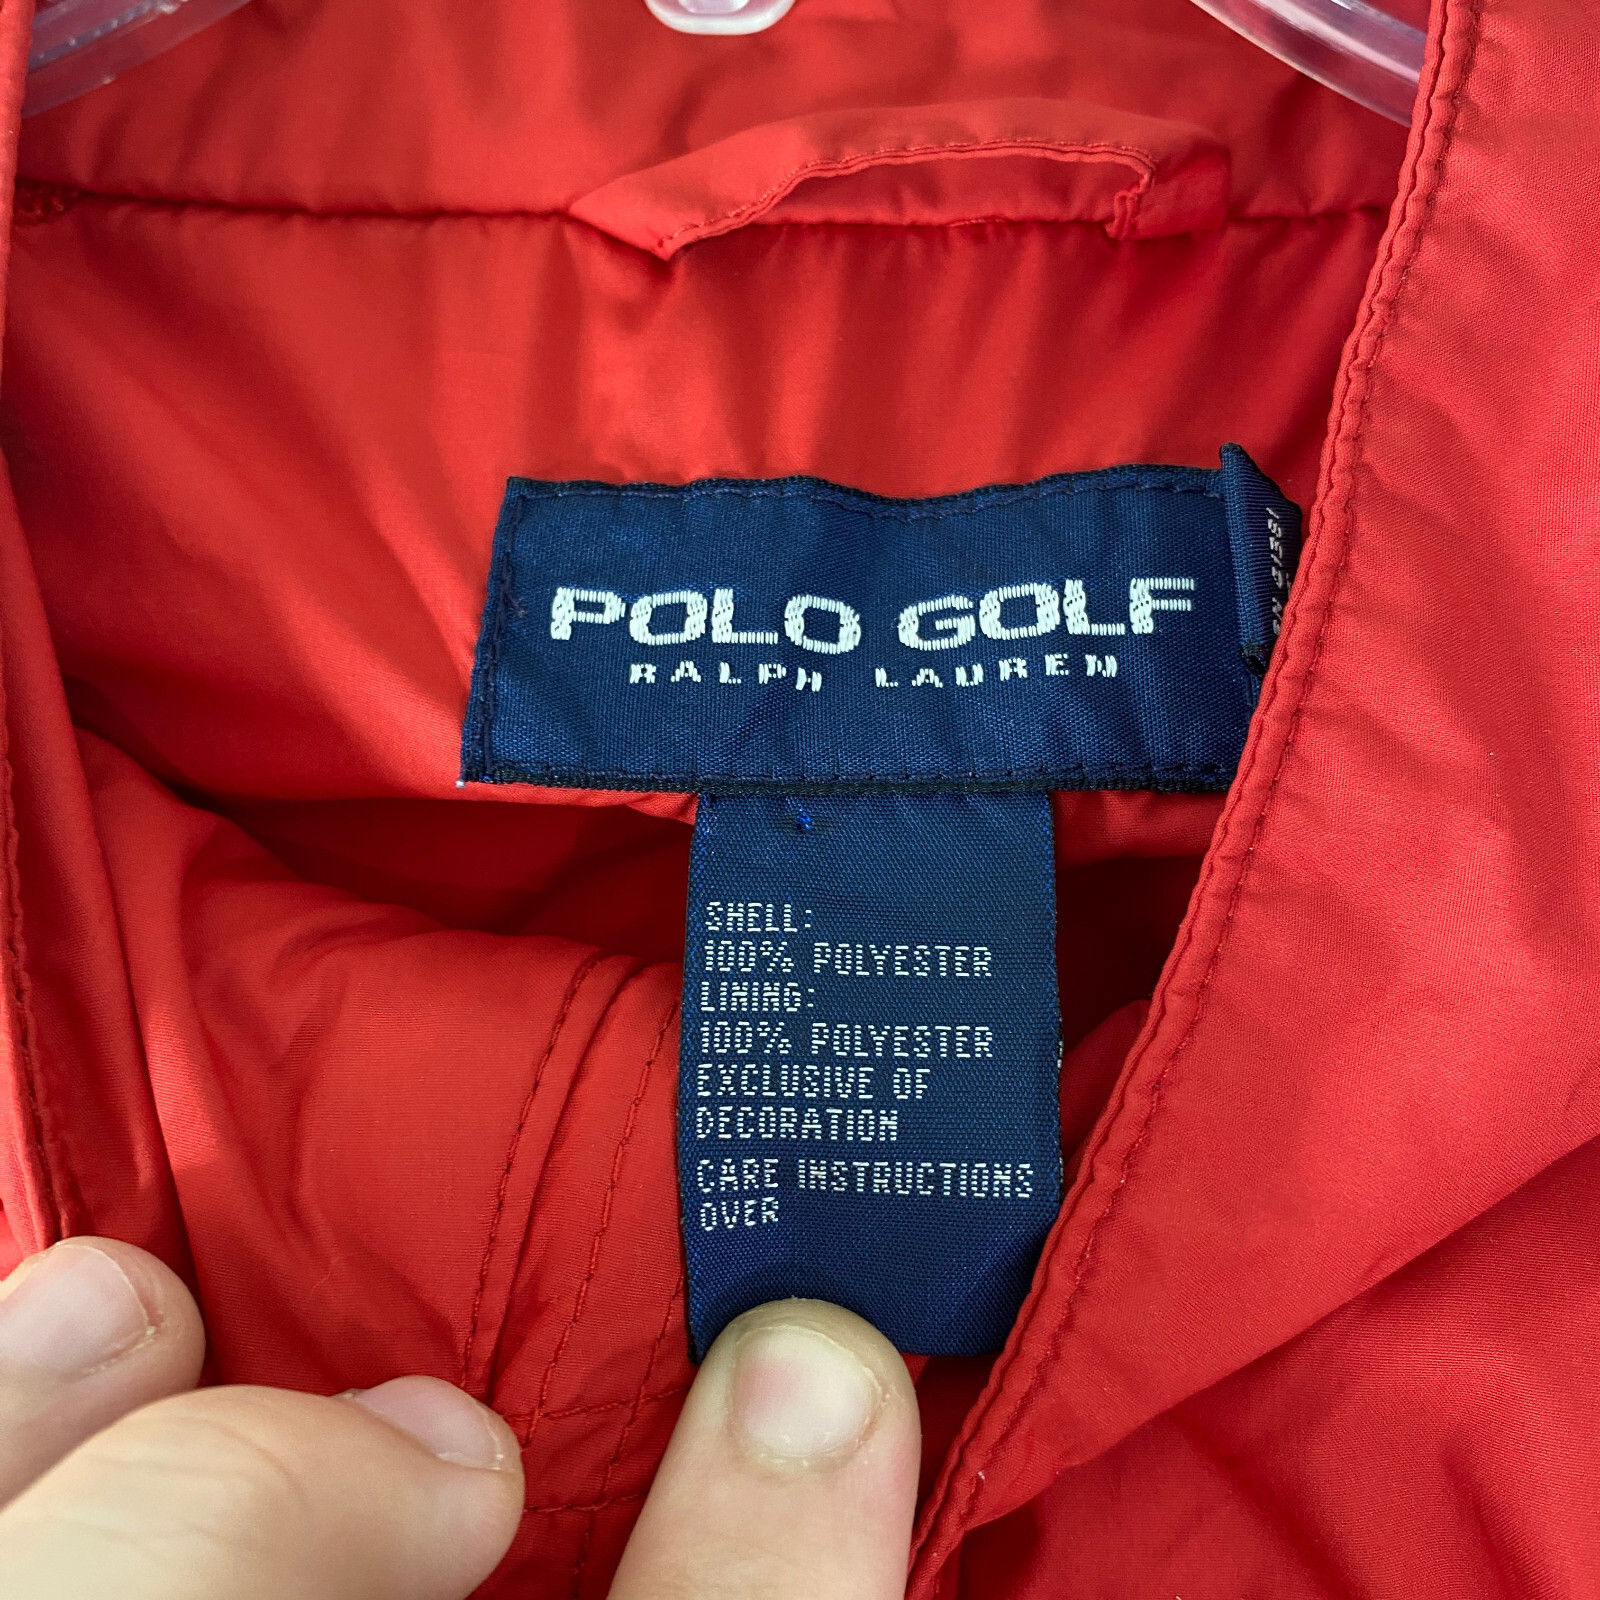 POLO GOLF
RALPH LAUREN
SHELL:
100% POLYESTER
LINING:
100% POLYESTER
EXCLUSIVE OF
DECORATION
CARE INSTRUCTIONS
OVER